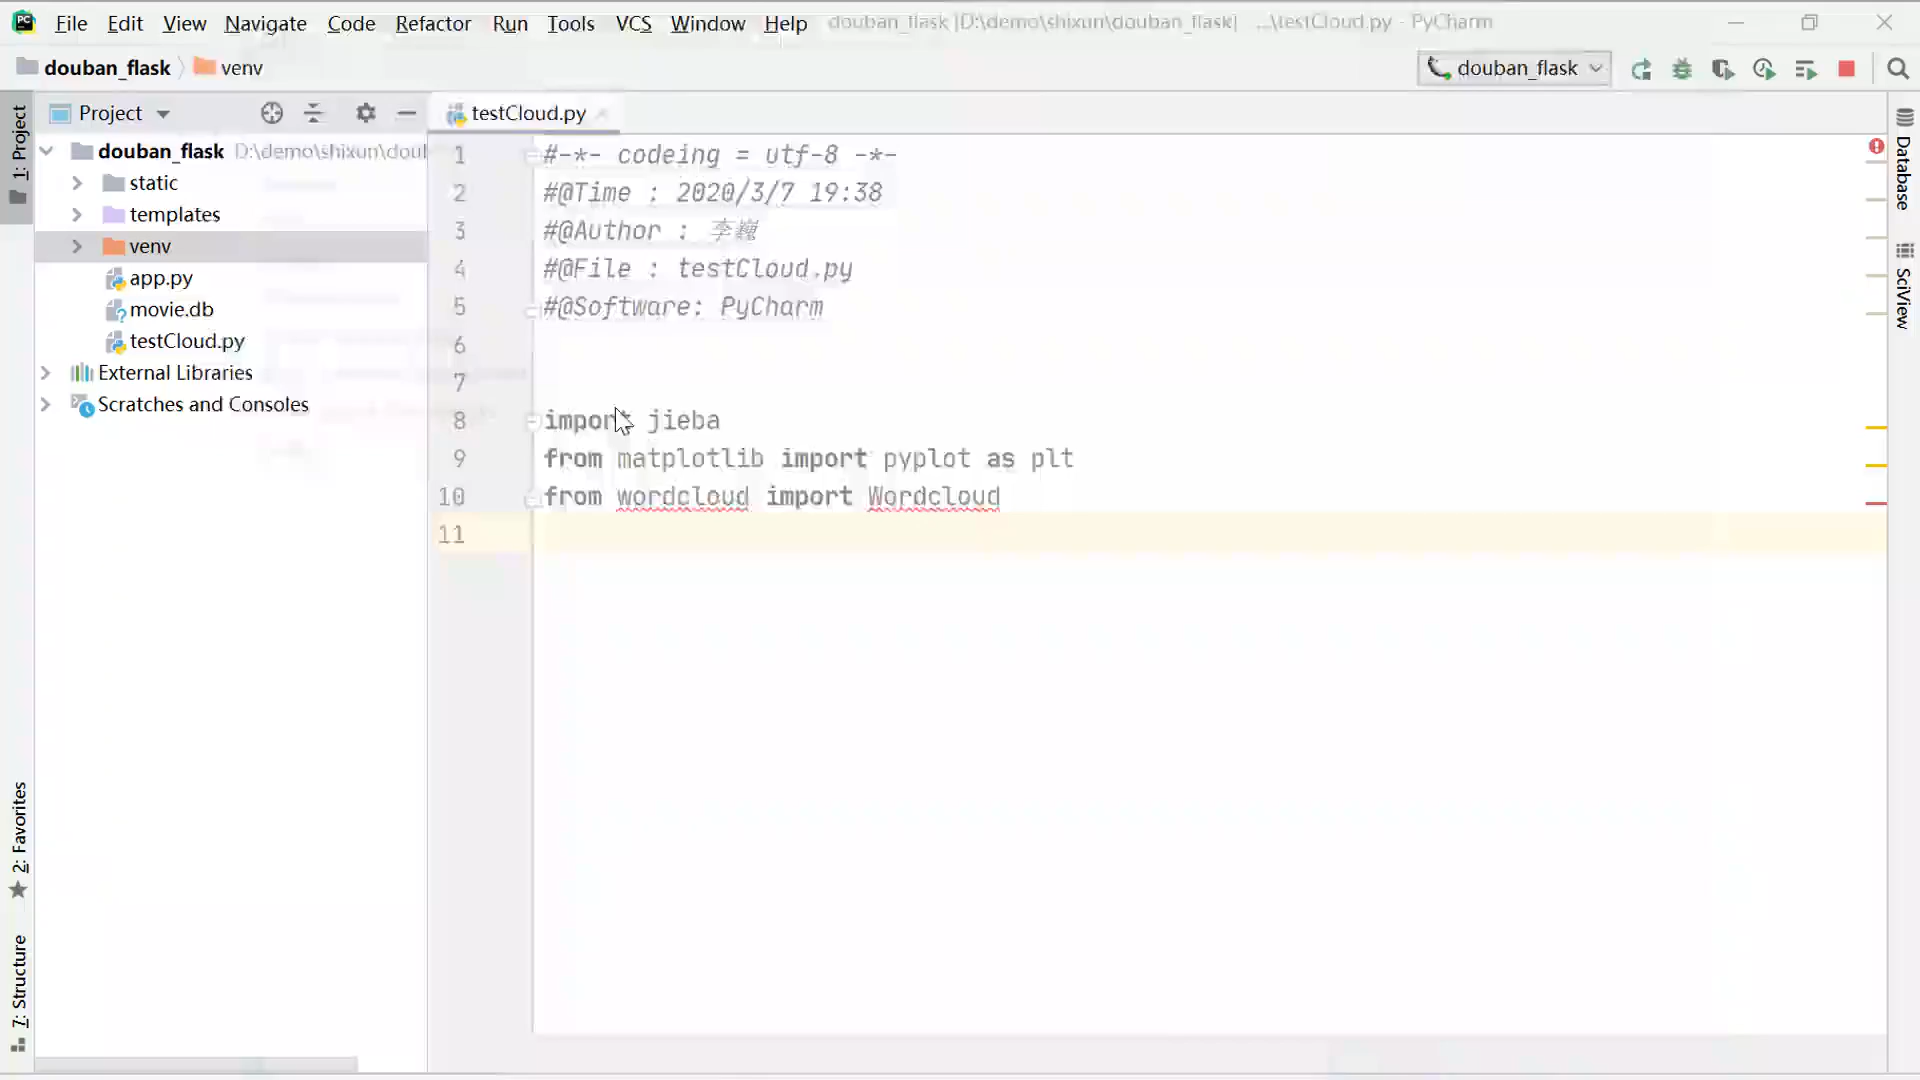 File Edit View Navigate Code Refactor Run Tools VCS Window Help douban_flask [D:\demo\shixun\douban_flask] ...\testCloud.py - PyCharm
douban_flask venv
douban_flask
1: Project
Project
testCloud.py
douban_flask D:\demo\shixun\doul
static
templates
venv
app.py
movie.db
testCloud.py
External Libraries
Scratches and Consoles
1 #-*- codeing = utf-8 -*-
2 #@Time : 2020/3/7 19:38
3 #@Author : 李巍
4 #@File : testCloud.py
5 #@Software: PyCharm
6
7
8 import jieba
9 from matplotlib import pyplot as plt
10 from wordcloud import Wordcloud
11
Database
SciView
2: Favorites
7: Structure